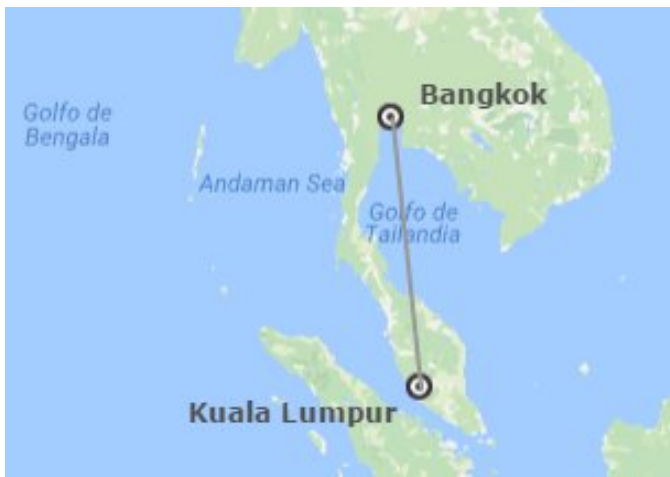 Bangkok
Golfo de
Bengala
Andaman Sea
Golfo de
Tailandia
Kuala Lumpur